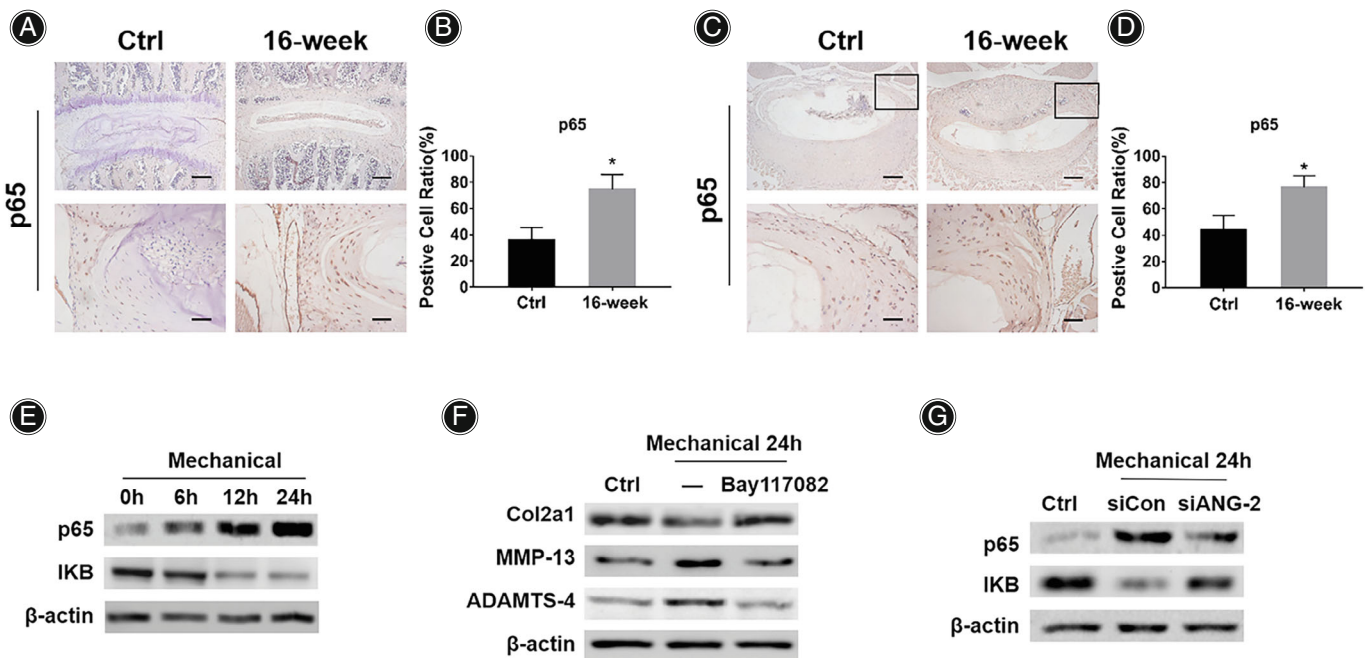 A
Ctrl 16-week
p65
B
p65
Postive Cell Ratio(%)
100
80
60
40
20
0
*
Ctrl 16-week
C
Ctrl 16-week
p65
D
p65
Postive Cell Ratio(%)
100
80
60
40
20
0
*
Ctrl 16-week
E
Mechanical
0h 6h 12h 24h
p65
IKB
β-actin
F
Mechanical 24h
Ctrl — Bay117082
Col2a1
MMP-13
ADAMTS-4
β-actin
G
Mechanical 24h
Ctrl siCon siANG-2
p65
IKB
β-actin